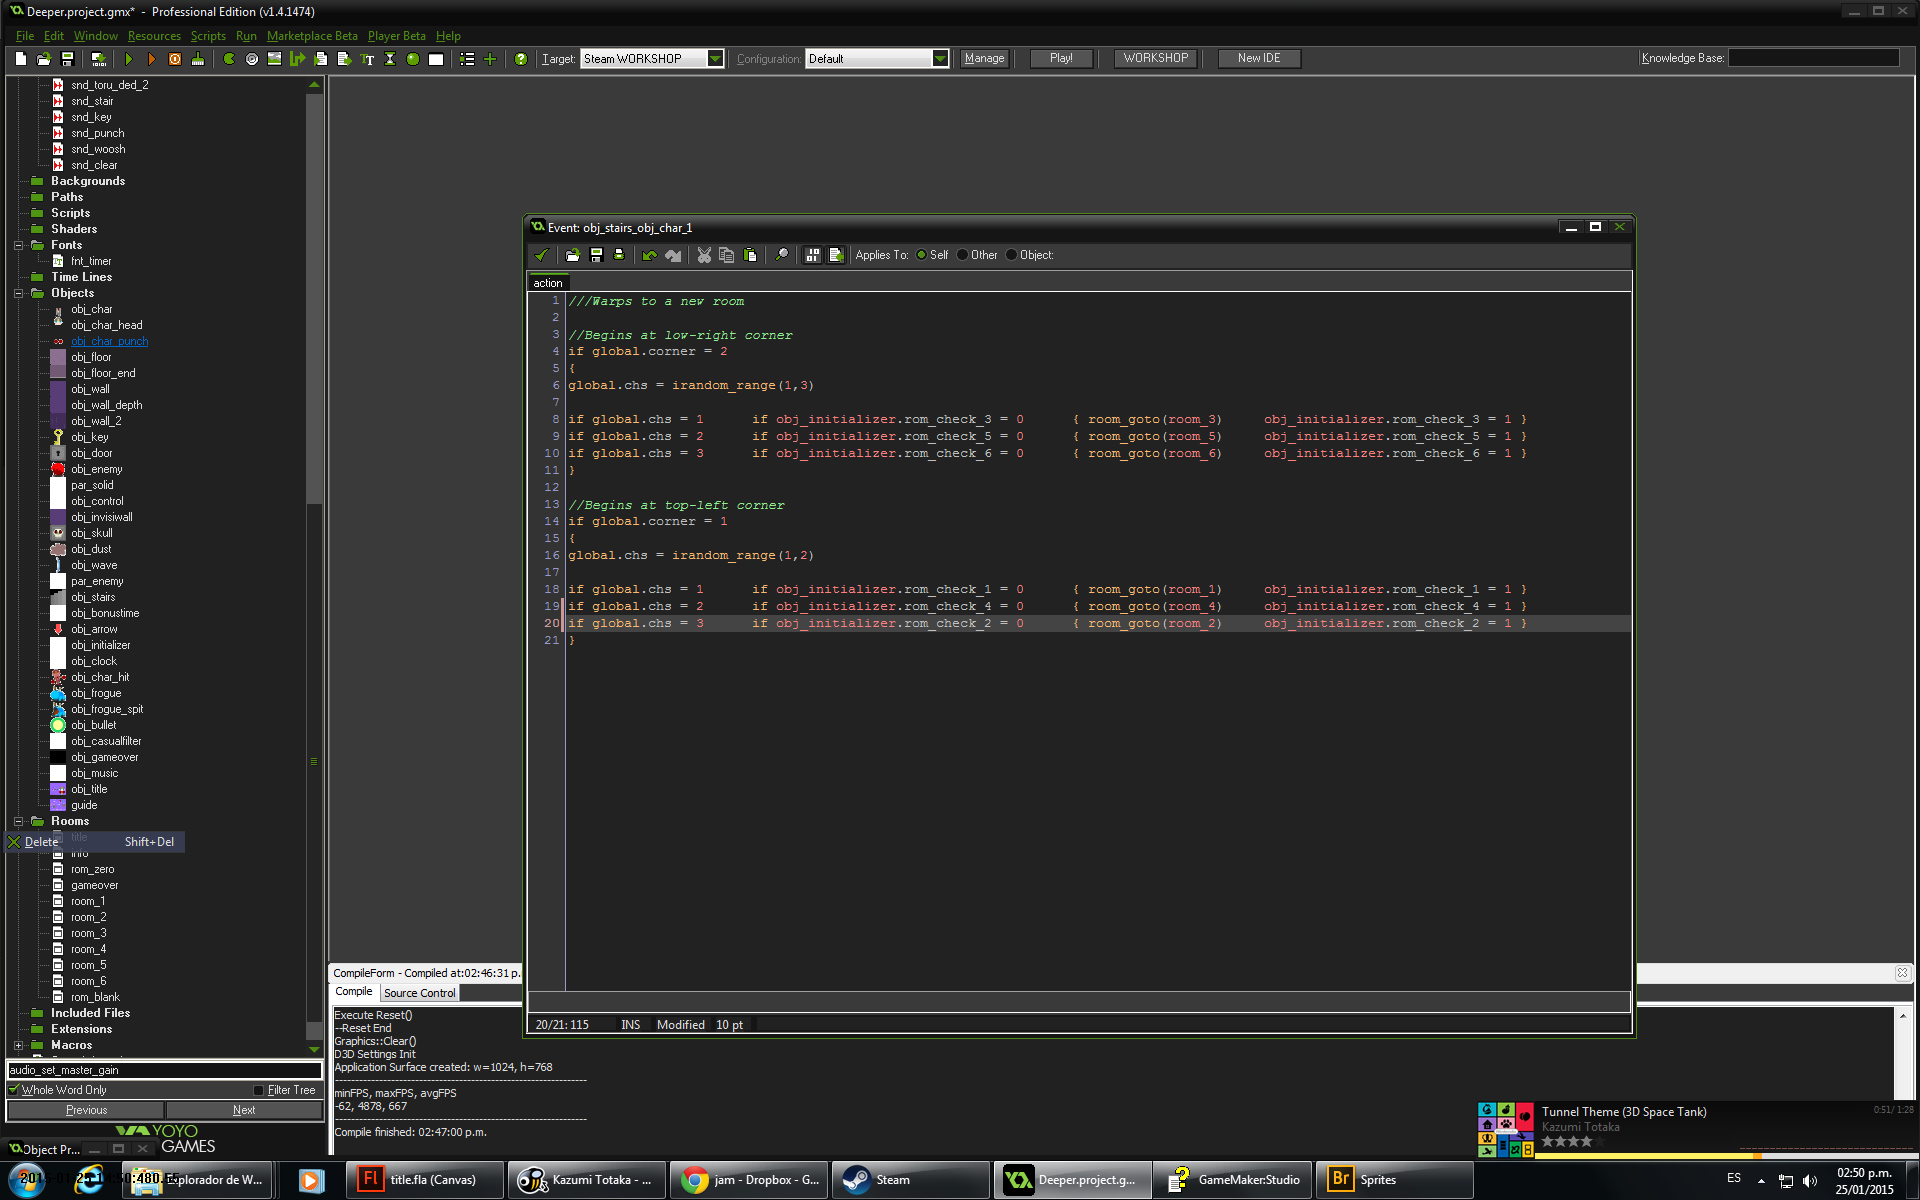 Deeper.project.gmx* - Professional Edition (v1.4.1474)
File Edit Window Resources Scripts Run Marketplace Beta Player Beta Help
Target: Steam WORKSHOP Configuration: Default Manage Play! WORKSHOP New IDE Knowledge Base:
snd_toru_ded_2
snd_stair
snd_key
snd_punch
snd_woosh
snd_clear
Backgrounds
Paths
Scripts
Shaders
Fonts
fnt_timer
Time Lines
Objects
obj_char
obj_char_head
obj_char_punch
obj_floor
obj_floor_end
obj_wall
obj_wall_depth
obj_wall_2
obj_key
obj_door
obj_enemy
par_solid
obj_control
obj_invisiwall
obj_skull
obj_dust
obj_wave
par_enemy
obj_stairs
obj_bonustime
obj_arrow
obj_initializer
obj_clock
obj_char_hit
obj_frogue
obj_frogue_spit
obj_bullet
obj_casualfilter
obj_gameover
obj_music
obj_title
guide
Rooms
title
Delete Shift+Del
info
rom_zero
gameover
room_1
room_2
room_3
room_4
room_5
room_6
rom_blank
Included Files
Extensions
Macros
audio_set_master_gain
Whole Word Only Filter Tree
Previous Next
YOYO
GAMES
Object Pr...
Event: obj_stairs_obj_char_1
Applies To: Self Other Object:
action
1 ///Warps to a new room
2
3 //Begins at low-right corner
4 if global.corner = 2
5 {
6 global.chs = irandom_range(1,3)
7
8 if global.chs = 1 if obj_initializer.rom_check_3 = 0 { room_goto(room_3) obj_initializer.rom_check_3 = 1 }
9 if global.chs = 2 if obj_initializer.rom_check_5 = 0 { room_goto(room_5) obj_initializer.rom_check_5 = 1 }
10 if global.chs = 3 if obj_initializer.rom_check_6 = 0 { room_goto(room_6) obj_initializer.rom_check_6 = 1 }
11 }
12
13 //Begins at top-left corner
14 if global.corner = 1
15 {
16 global.chs = irandom_range(1,2)
17
18 if global.chs = 1 if obj_initializer.rom_check_1 = 0 { room_goto(room_1) obj_initializer.rom_check_1 = 1 }
19 if global.chs = 2 if obj_initializer.rom_check_4 = 0 { room_goto(room_4) obj_initializer.rom_check_4 = 1 }
20 if global.chs = 3 if obj_initializer.rom_check_2 = 0 { room_goto(room_2) obj_initializer.rom_check_2 = 1 }
21 }
20/21: 115 INS Modified 10 pt
CompileForm - Compiled at:02:46:31 p.
Compile Source Control
Execute Reset()
--Reset End
Graphics::Clear()
D3D Settings Init
Application Surface created: w=1024, h=768
minFPS, maxFPS, avgFPS
-62, 4878, 667
Compile finished: 02:47:00 p.m.
Tunnel Theme (3D Space Tank) 0:51/ 1:28
Kazumi Totaka
Explorador de W... title.fla (Canvas) Kazumi Totaka - ... jam - Dropbox - G... Steam Deeper.project.g... GameMaker:Studio Sprites
ES 02:50 p.m.
25/01/2015